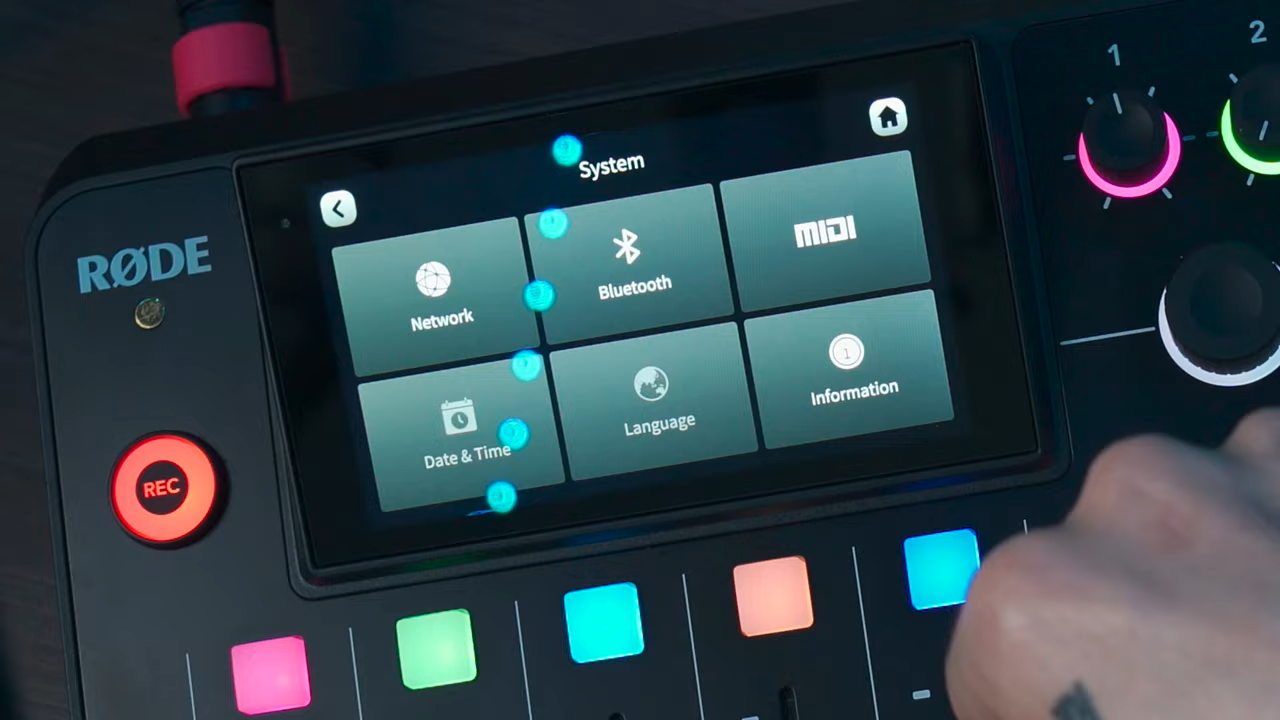 1
2
System
RØDE
Network
Bluetooth
MIDI
Date & Time
Language
Information
REC